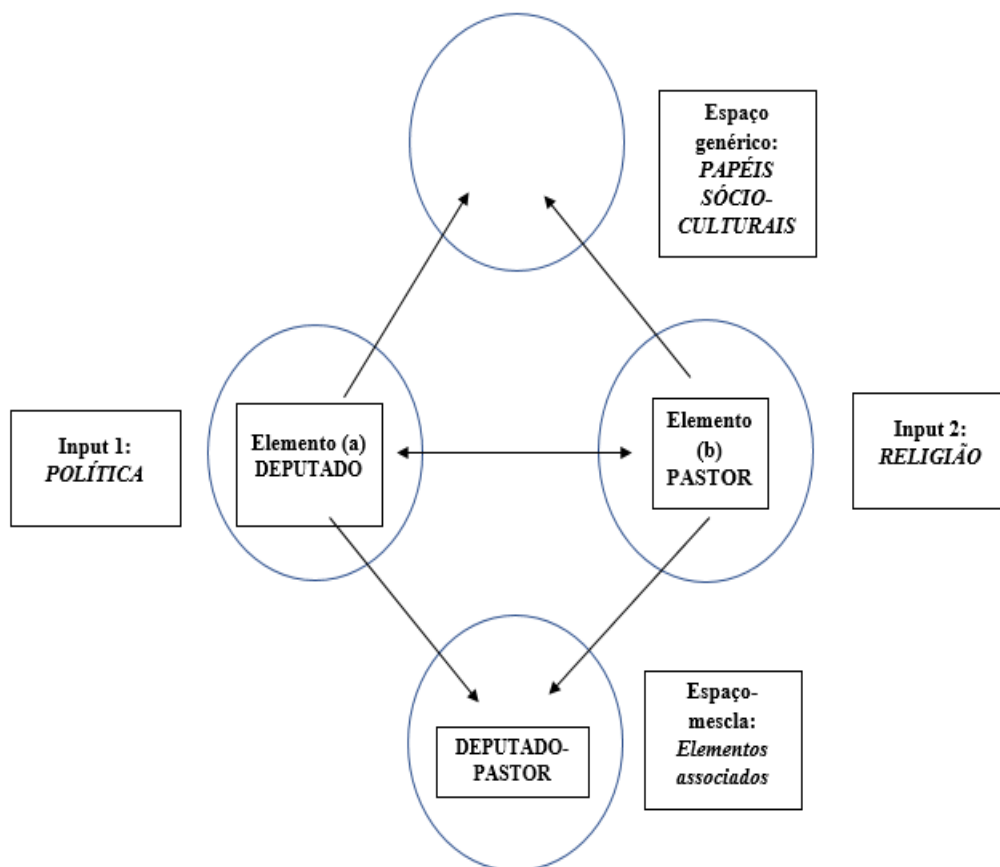 Espaço
genérico:
PAPÉIS
SÓCIO-
CULTURAIS
Input 1:
POLÍTICA
Elemento (a)
DEPUTADO
Elemento
(b)
PASTOR
Input 2:
RELIGIÃO
DEPUTADO-
PASTOR
Espaço-
mescla:
Elementos
associados